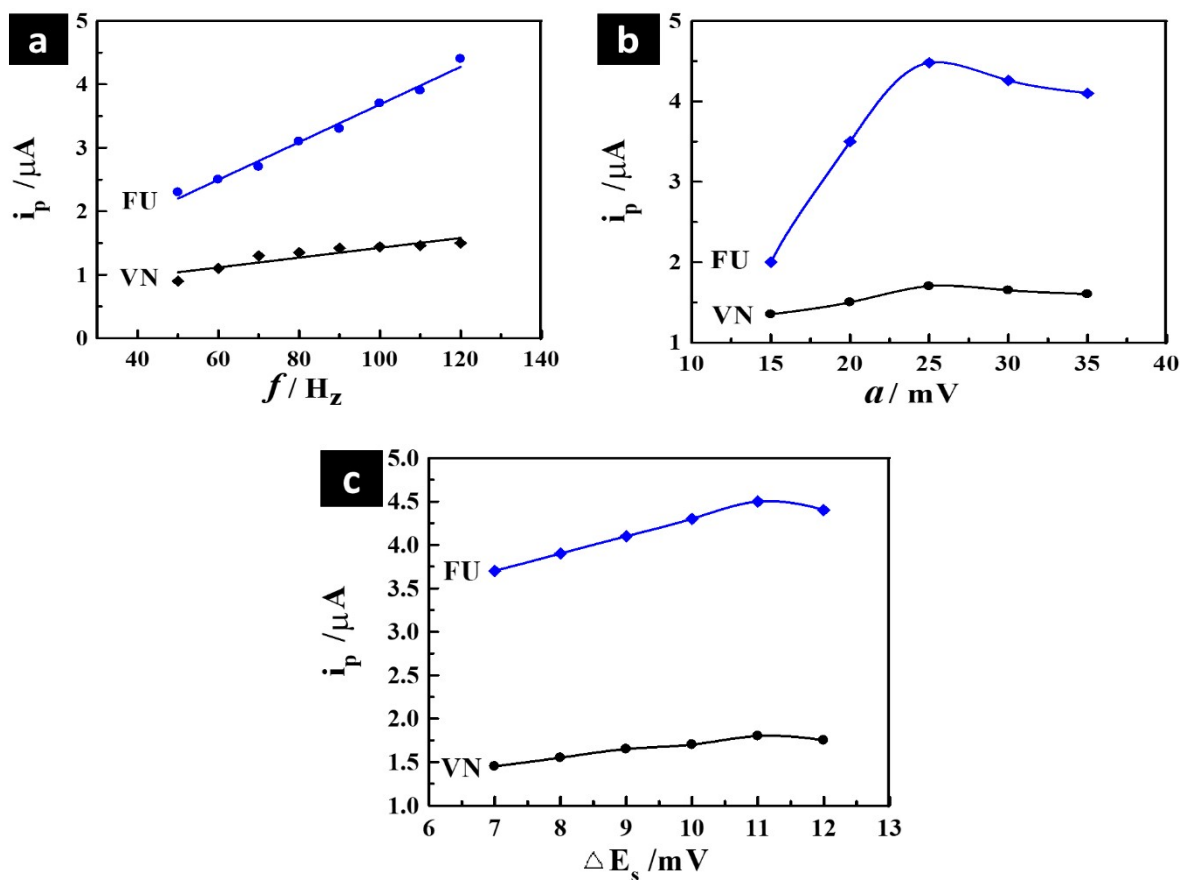 a
5
4
3
2
1
0
i_p /μA
FU
VN
40 60 80 100 120 140
f / H_z
b
5
4
3
2
1
i_p /μA
FU
VN
10 15 20 25 30 35 40
a / mV
c
5.0
4.5
4.0
3.5
3.0
2.5
2.0
1.5
1.0
i_p /μA
FU
VN
6 7 8 9 10 11 12 13
△E_s /mV